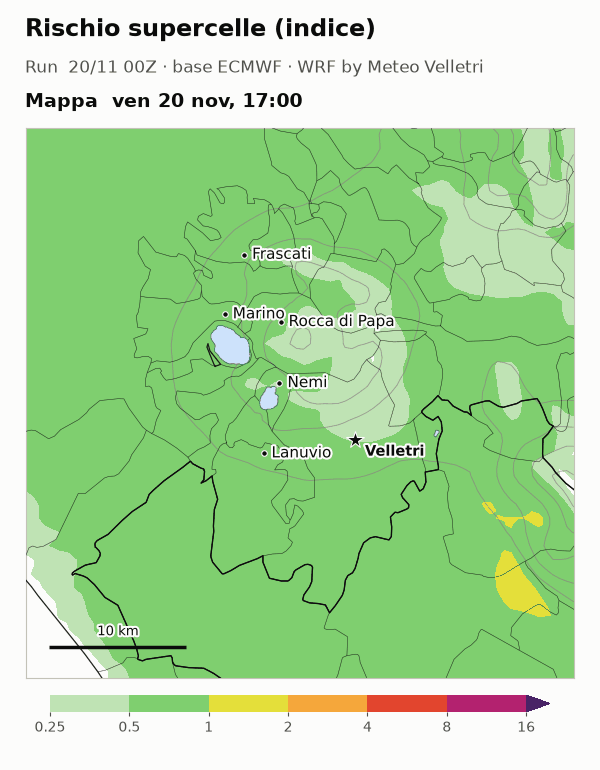 Rischio supercelle (indice)
Run  20/11 00Z · base ECMWF · WRF by Meteo Velletri
Mappa  ven 20 nov, 17:00
Frascati
Marino
Rocca di Papa
Nemi
Velletri
Lanuvio
10 km
0.25 0.5 1 2 4 8 16